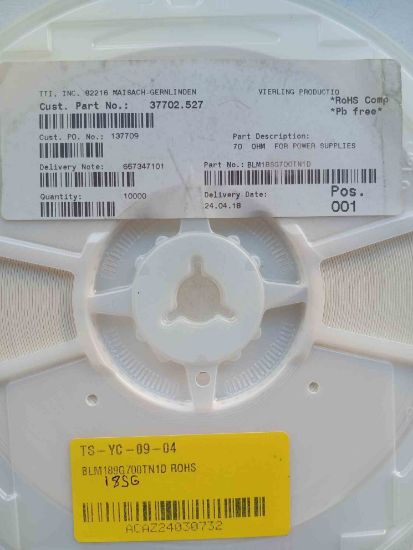 TTI, INC. 82216 MAISACH-GERNLINDEN VIERLING PRODUCTIO
*RoHS Comp
Cust. Part No.: 37702.527
*Pb free*
Cust. PO. No.: 137709
Part Description:
70 OHM FOR POWER SUPPLIES
Delivery Note: 667347101
Part No.: BLM18SG700TN1D
Quantity: 10000
Delivery Date:
24.04.18
Pos.
001
TS-YC-09-04
BLM189G700TN1D ROHS
18SG
ACAZ24030732